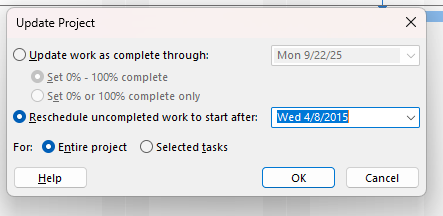 Update Project
Update work as complete through: Mon 9/22/25
Set 0% - 100% complete
Set 0% or 100% complete only
Reschedule uncompleted work to start after: Wed 4/8/2015
For: Entire project Selected tasks
Help OK Cancel